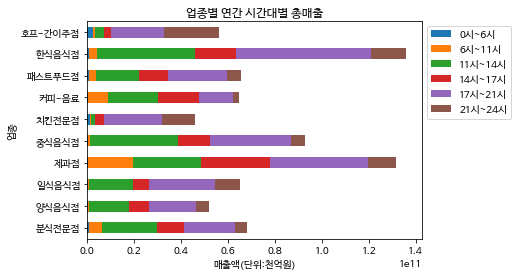 업종별 연간 시간대별 총매출
호프-간이주점
한식음식점
패스트푸드점
커피-음료
치킨전문점
중식음식점
제과점
일식음식점
양식음식점
분식전문점
업종
0.0 0.2 0.4 0.6 0.8 1.0 1.2 1.4
1e11
매출액(단위:천억원)
0시~6시
6시~11시
11시~14시
14시~17시
17시~21시
21시~24시